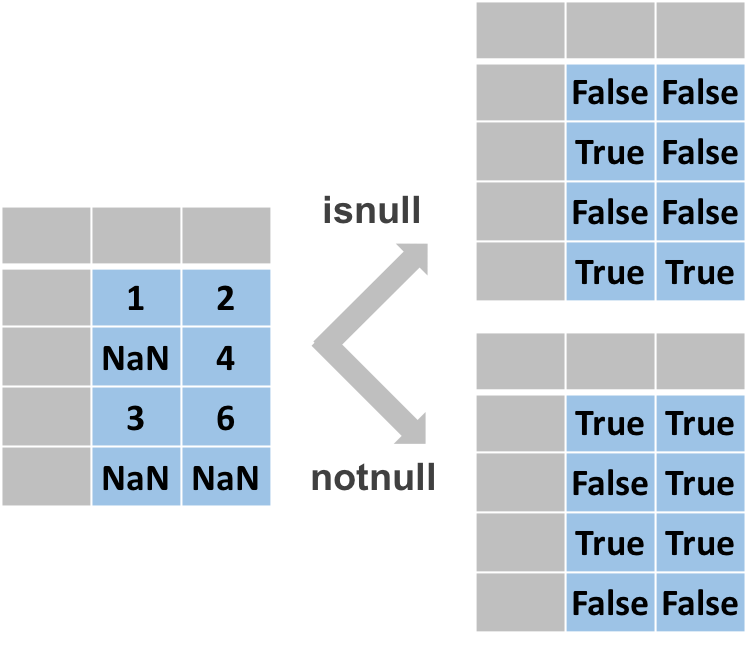 1 2
NaN 4
3 6
NaN NaN
isnull
notnull
False False
True False
False False
True True
True True
False True
True True
False False